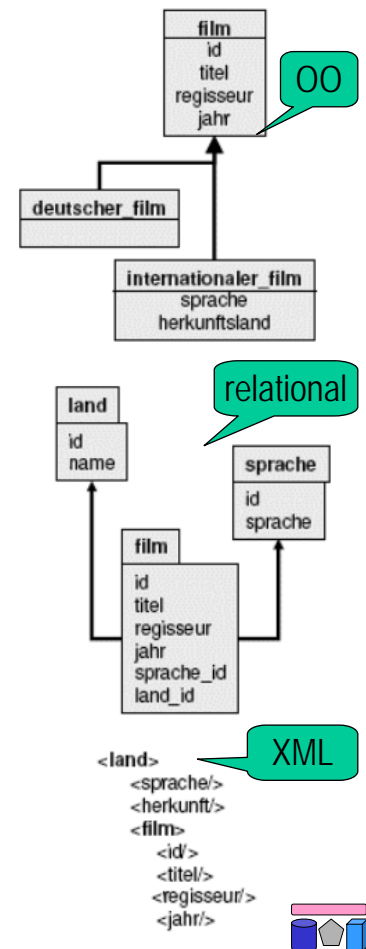 film
id
titel
regisseur
jahr
OO
deutscher_film
internationaler_film
sprache
herkunftsland
relational
land
id
name
sprache
id
sprache
film
id
titel
regisseur
jahr
sprache_id
land_id
XML
<land>
<sprache/>
<herkunft/>
<film>
<id/>
<titel/>
<regisseur/>
<jahr/>